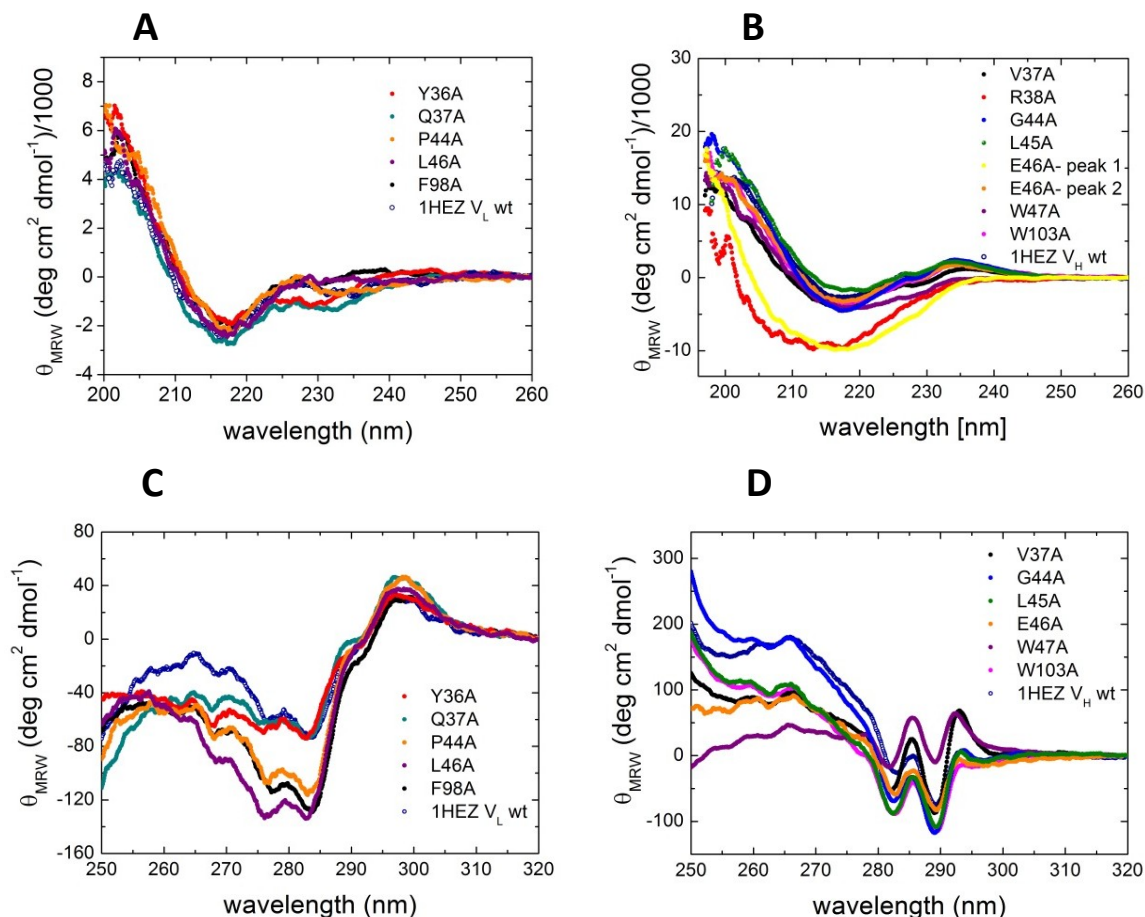 A
θMRW (deg cm² dmol⁻¹)/1000
8
6
4
2
0
-2
-4
200 210 220 230 240 250 260
wavelength (nm)
Y36A
Q37A
P44A
L46A
F98A
1HEZ VL wt
B
θMRW (deg cm² dmol⁻¹)/1000
30
20
10
0
-10
200 210 220 230 240 250 260
wavelength [nm]
V37A
R38A
G44A
L45A
E46A- peak 1
E46A- peak 2
W47A
W103A
1HEZ VH wt
C
θMRW (deg cm² dmol⁻¹)
80
40
0
-40
-80
-160
250 260 270 280 290 300 310 320
wavelength (nm)
Y36A
Q37A
P44A
L46A
F98A
1HEZ VL wt
D
θMRW (deg cm² dmol⁻¹)
300
200
100
0
-100
250 260 270 280 290 300 310 320
wavelength (nm)
V37A
G44A
L45A
E46A
W47A
W103A
1HEZ VH wt